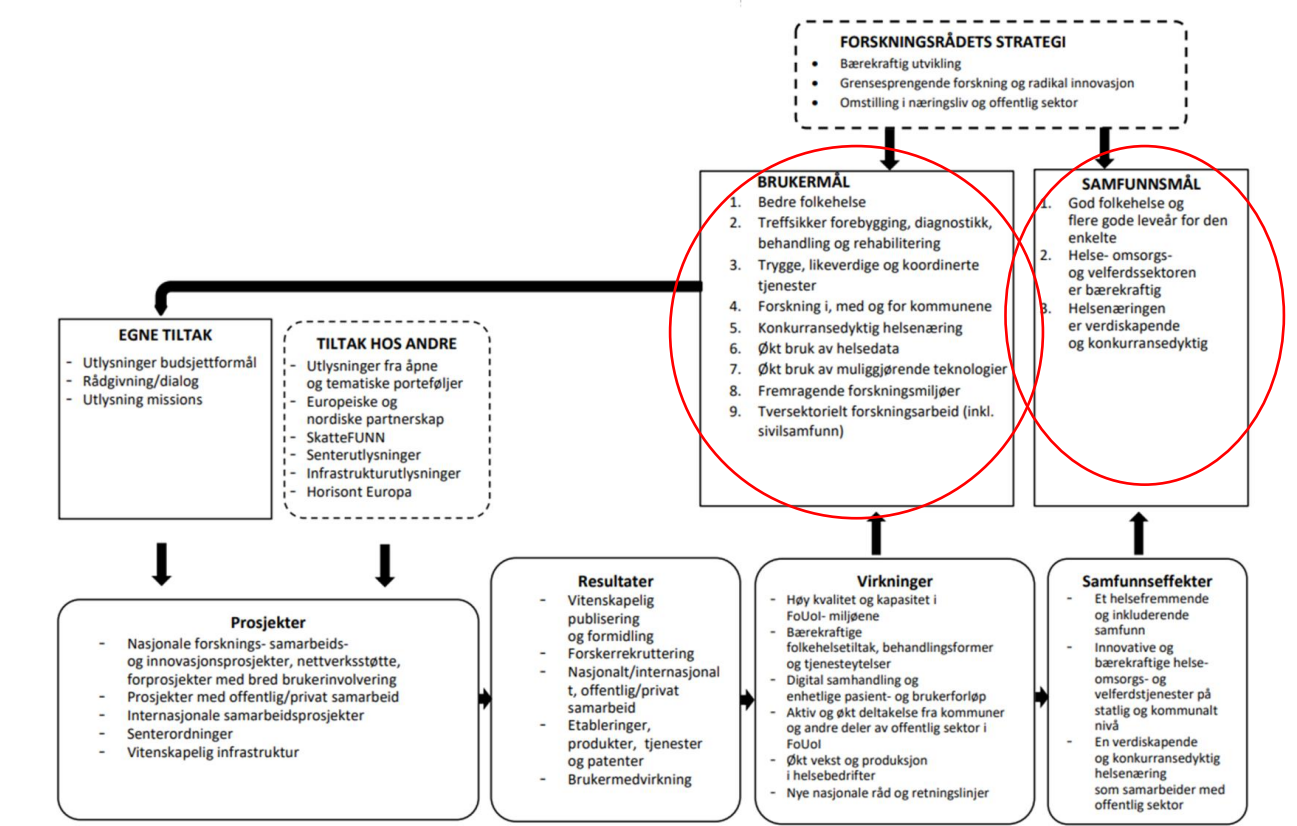 FORSKNINGSRÅDETS STRATEGI
• Bærekraftig utvikling
• Grensesprengende forskning og radikal innovasjon
• Omstilling i næringsliv og offentlig sektor
BRUKERMÅL
1. Bedre folkehelse
2. Treffsikker forebygging, diagnostikk,
behandling og rehabilitering
3. Trygge, likeverdige og koordinerte
tjenester
4. Forskning i, med og for kommunene
5. Konkurransedyktig helsenæring
6. Økt bruk av helsedata
7. Økt bruk av muliggjørende teknologier
8. Fremragende forskningsmiljøer
9. Tversektorielt forskningsarbeid (inkl.
sivilsamfunn)
SAMFUNNSMÅL
1. God folkehelse og
flere gode leveår for den
enkelte
2. Helse- omsorgs-
og velferdssektoren
er bærekraftig
3. Helsenæringen
er verdiskapende
og konkurransedyktig
EGNE TILTAK
- Utlysninger budsjettformål
- Rådgivning/dialog
- Utlysning missions
TILTAK HOS ANDRE
- Utlysninger fra åpne
og tematiske porteføljer
- Europeiske og
nordiske partnerskap
- SkatteFUNN
- Senterutlysninger
- Infrastrukturutlysninger
- Horisont Europa
Prosjekter
- Nasjonale forsknings- samarbeids-
og innovasjonsprosjekter, nettverksstøtte,
forprosjekter med bred brukerinvolvering
- Prosjekter med offentlig/privat samarbeid
- Internasjonale samarbeidsprosjekter
- Senterordninger
- Vitenskapelig infrastruktur
Resultater
- Vitenskapelig
publisering
og formidling
- Forskerrekruttering
- Nasjonalt/internasjonal
t, offentlig/privat
samarbeid
- Etableringer,
produkter, tjenester
og patenter
- Brukermedvirkning
Virkninger
- Høy kvalitet og kapasitet i
FoUoI- miljøene
- Bærekraftige
folkehelsetiltak, behandlingsformer
og tjenesteytelser
- Digital samhandling og
enhetlige pasient- og brukerforløp
- Aktiv og økt deltakelse fra kommuner
og andre deler av offentlig sektor i
FoUoI
- Økt vekst og produksjon
i helsebedrifter
- Nye nasjonale råd og retningslinjer
Samfunnseffekter
- Et helsefremmende
og inkluderende
samfunn
- Innovative og
bærekraftige helse-
omsorgs- og
velferdstjenester på
statlig og kommunalt
nivå
- En verdiskapende
og konkurransedyktig
helsenæring
som samarbeider med
offentlig sektor